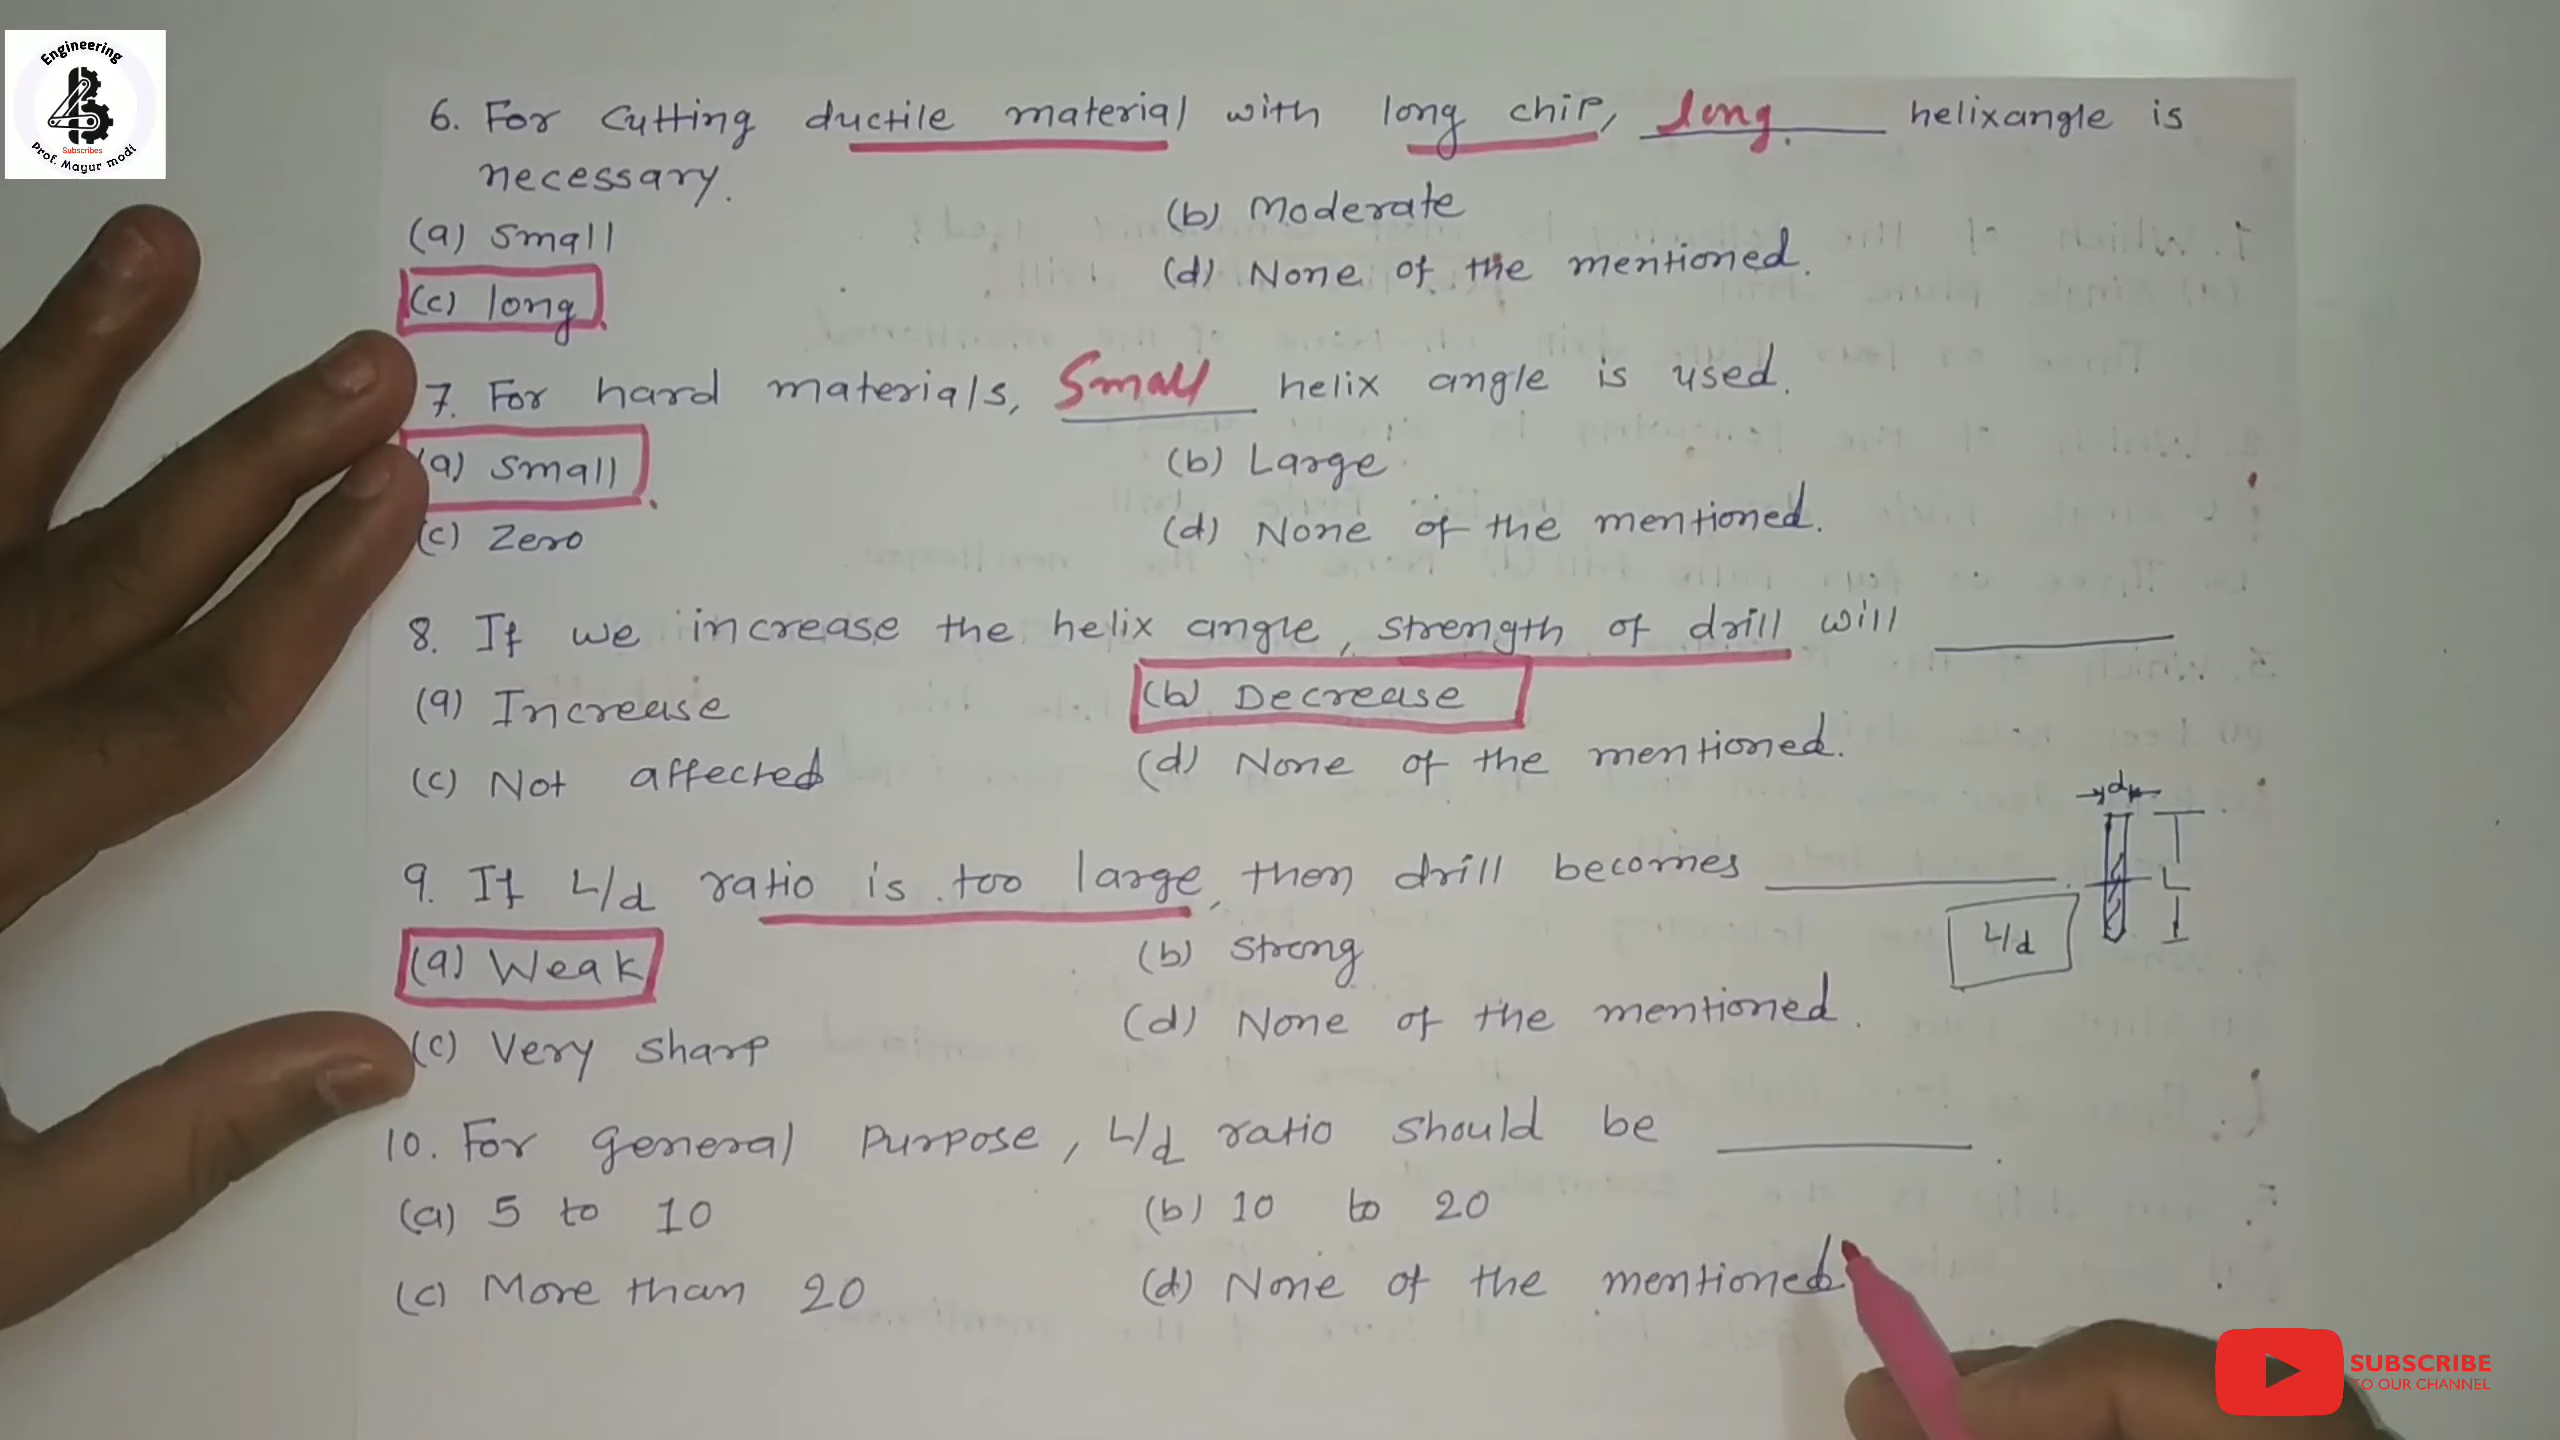 Engineering
Subscribes
Prof. Mayur modi
6. For cutting ductile material with long chip, long helixangle is
necessary.
(a) Small
(b) Moderate
(c) long
(d) None of the mentioned.
7. For hard materials, Small helix angle is used.
(a) Small
(b) Large
(c) Zero
(d) None of the mentioned.
8. If we increase the helix angle, strength of drill will
(a) Increase
(b) Decrease
(c) Not affected
(d) None of the mentioned.
d
9. If L/d ratio is too large, then drill becomes
L
L/d
(a) Weak
(b) Strong
(c) Very sharp
(d) None of the mentioned.
10. For general purpose, L/d ratio should be
(a) 5 to 10
(b) 10 to 20
(c) More than 20
(d) None of the mentioned
SUBSCRIBE
TO OUR CHANNEL